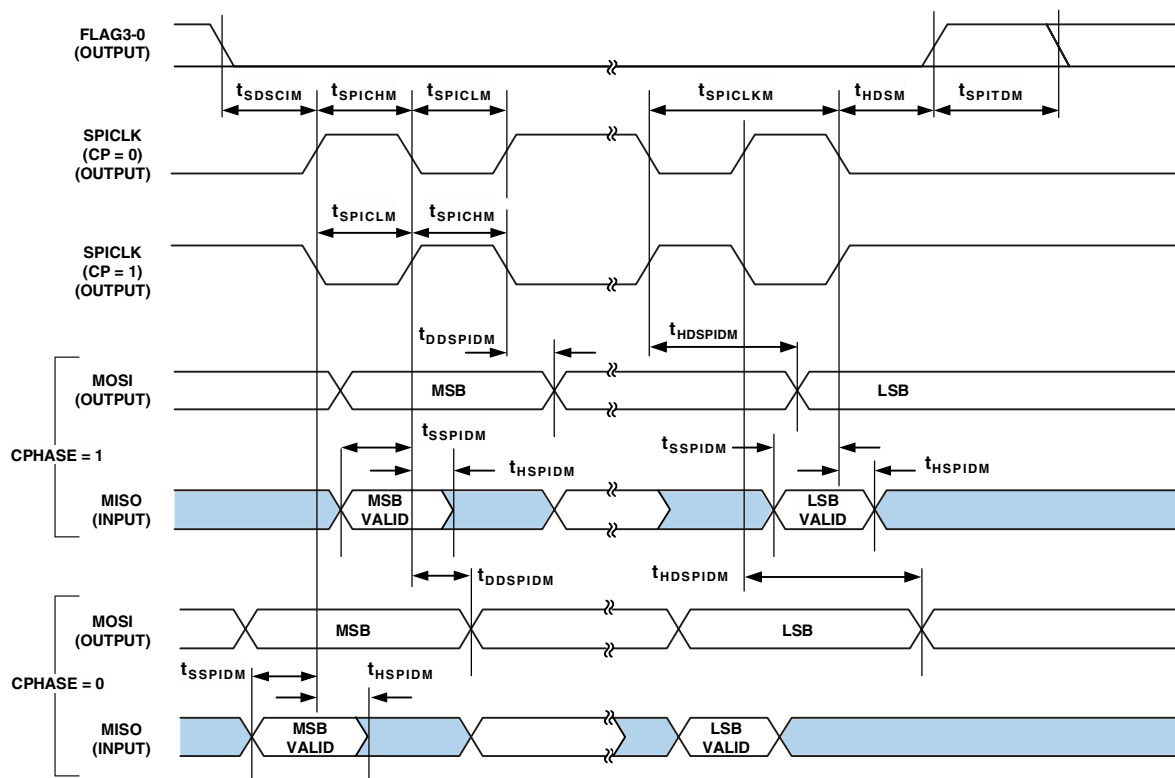 FLAG3-0
(OUTPUT)
tSDSCIM
tSPICHM
tSPICLM
tSPICLKM
tHDSM
tSPITDM
SPICLK
(CP = 0)
(OUTPUT)
tSPICLM
tSPICHM
SPICLK
(CP = 1)
(OUTPUT)
tDDSPIDM
tHDSPIDM
MOSI
(OUTPUT)
MSB
LSB
CPHASE = 1
tSSPIDM
tHSPIDM
tSSPIDM
tHSPIDM
MISO
(INPUT)
MSB
VALID
LSB
VALID
tDDSPIDM
tHDSPIDM
MOSI
(OUTPUT)
MSB
LSB
CPHASE = 0
tSSPIDM
tHSPIDM
MISO
(INPUT)
MSB
VALID
LSB
VALID